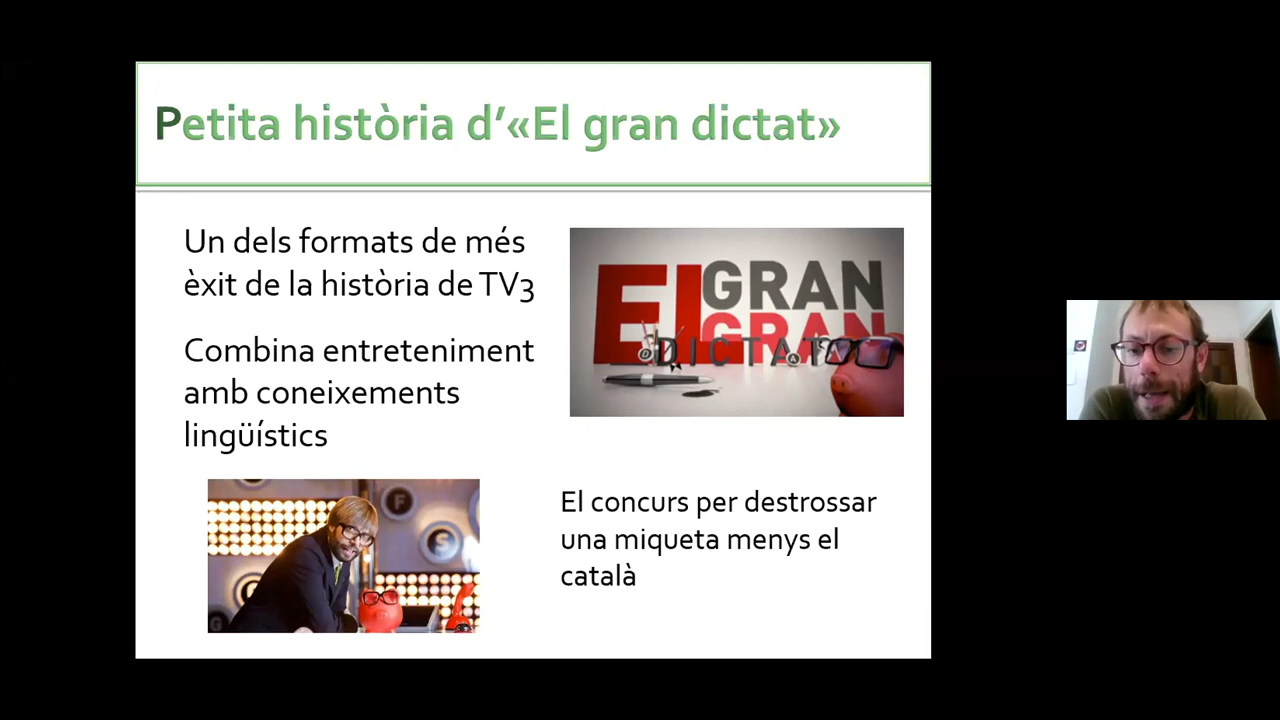 Petita història d’«El gran dictat»
Un dels formats de més
èxit de la història de TV3
Combina entreteniment
amb coneixements
lingüístics
El GRAN
GRAN
DICTAT
F
S
G
El concurs per destrossar
una miqueta menys el
català